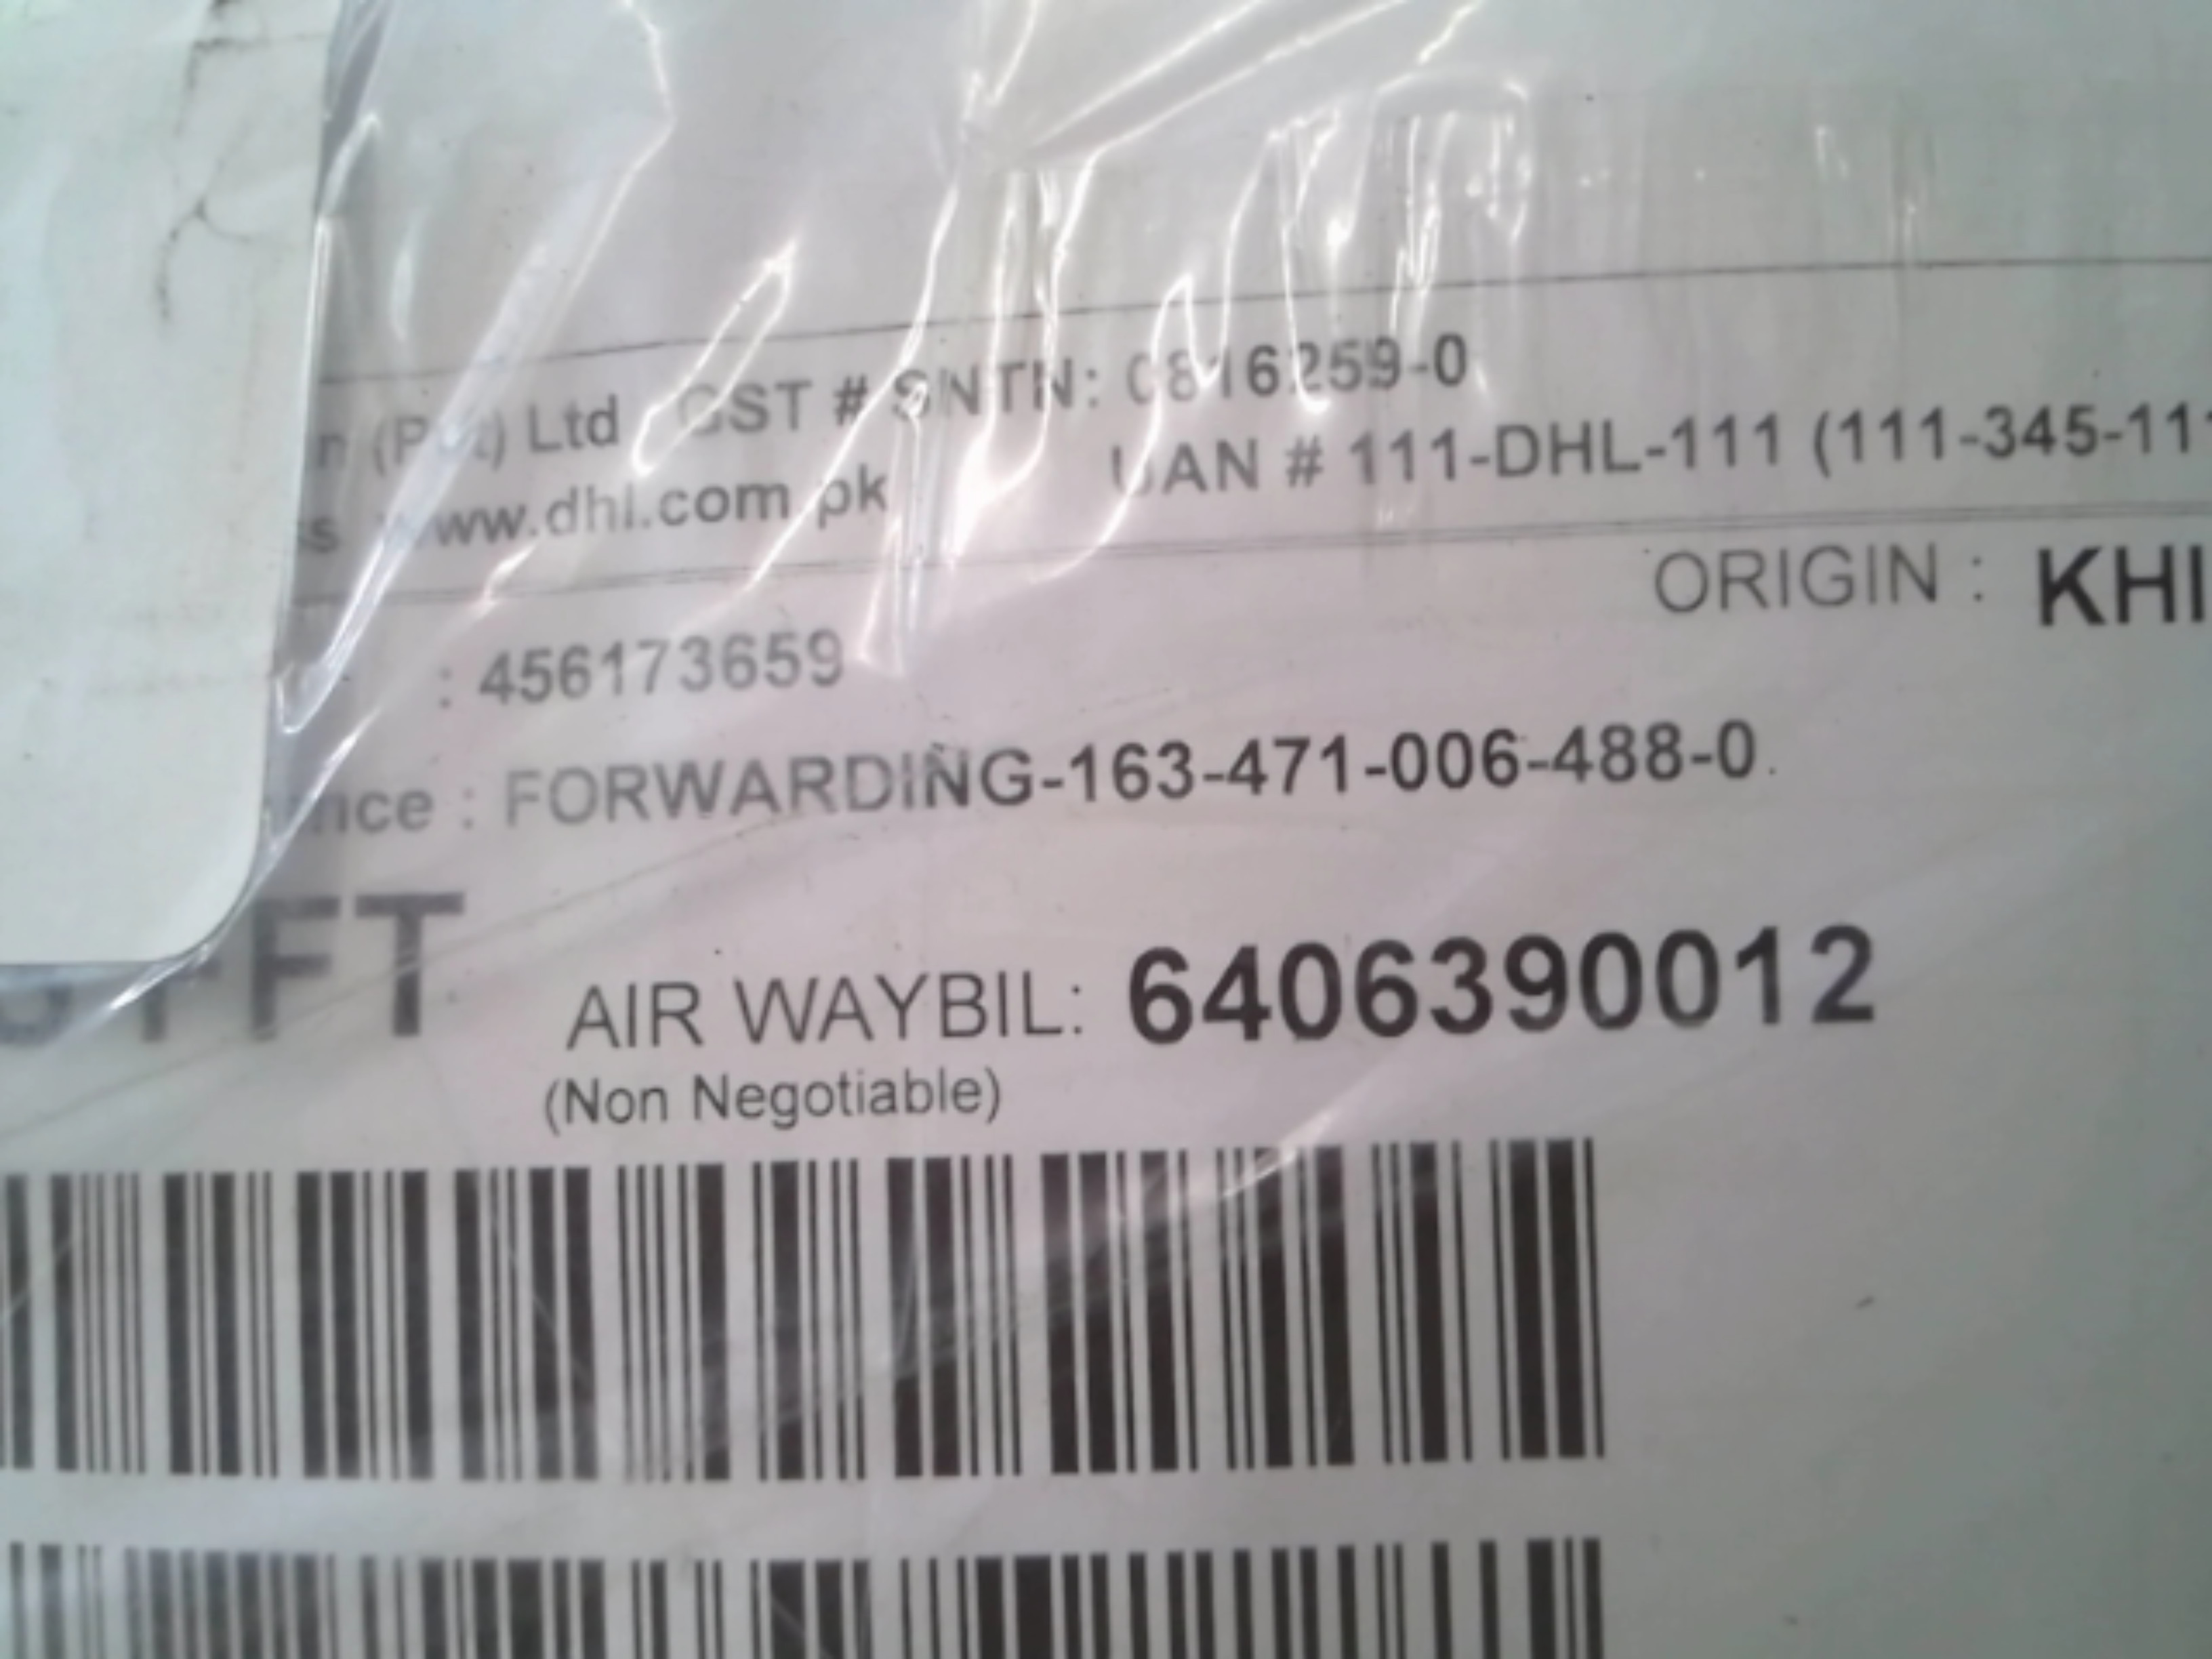 Ltd GST # SNTN: 0816259-0
www.dhl.com.pk UAN # 111-DHL-111 (111-345-11
ORIGIN : KHI
: 456173659
: FORWARDING-163-471-006-488-0.
AIR WAYBIL: 6406390012
(Non Negotiable)